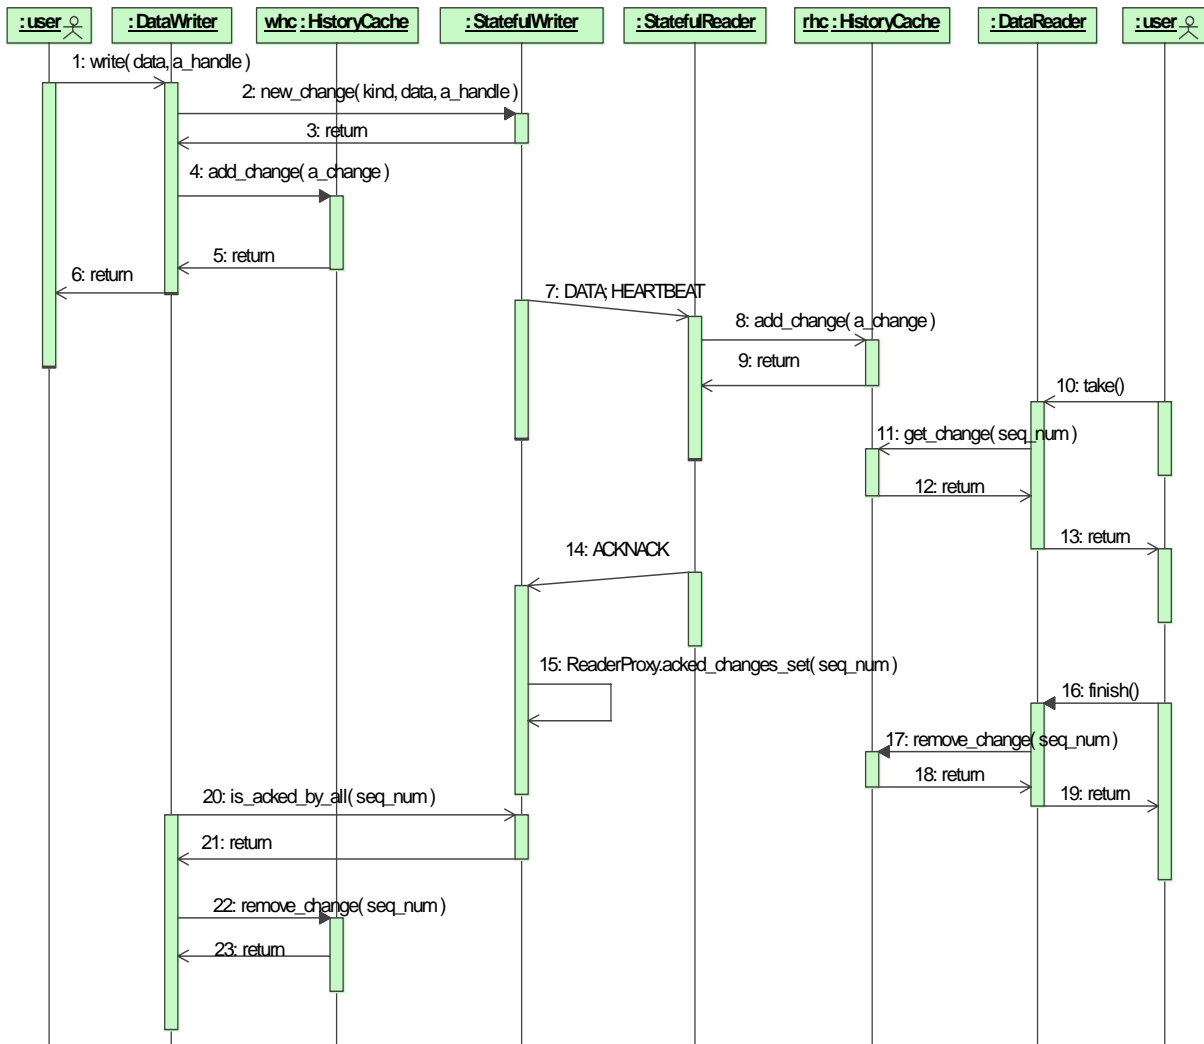 : user
: DataWriter
whc : HistoryCache
: StatefulWriter
: StatefulReader
rhc : HistoryCache
: DataReader
: user
1: write( data, a_handle )
2: new_change( kind, data, a_handle )
3: return
4: add_change( a_change )
5: return
6: return
7: DATA; HEARTBEAT
8: add_change( a_change )
9: return
10: take()
11: get_change( seq_num )
12: return
13: return
14: ACKNACK
15: ReaderProxy.acked_changes_set( seq_num )
16: finish()
17: remove_change( seq_num )
18: return
19: return
20: is_acked_by_all( seq_num )
21: return
22: remove_change( seq_num )
23: return